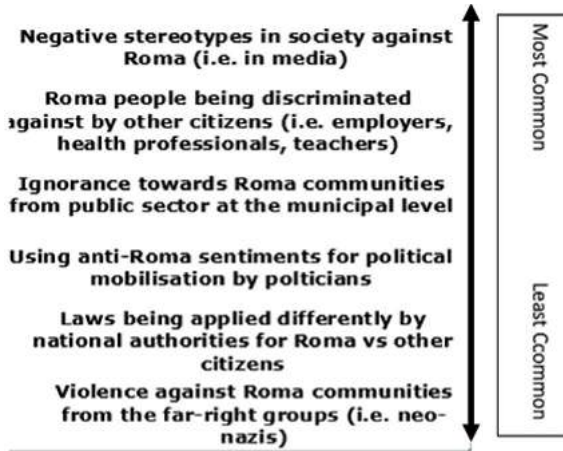 Negative stereotypes in society against
Roma (i.e. in media)
Roma people being discriminated
against by other citizens (i.e. employers,
health professionals, teachers)
Ignorance towards Roma communities
from public sector at the municipal level
Using anti-Roma sentiments for political
mobilisation by polticians
Laws being applied differently by
national authorities for Roma vs other
citizens
Violence against Roma communities
from the far-right groups (i.e. neo-
nazis)
Most Common
Least Ccommon